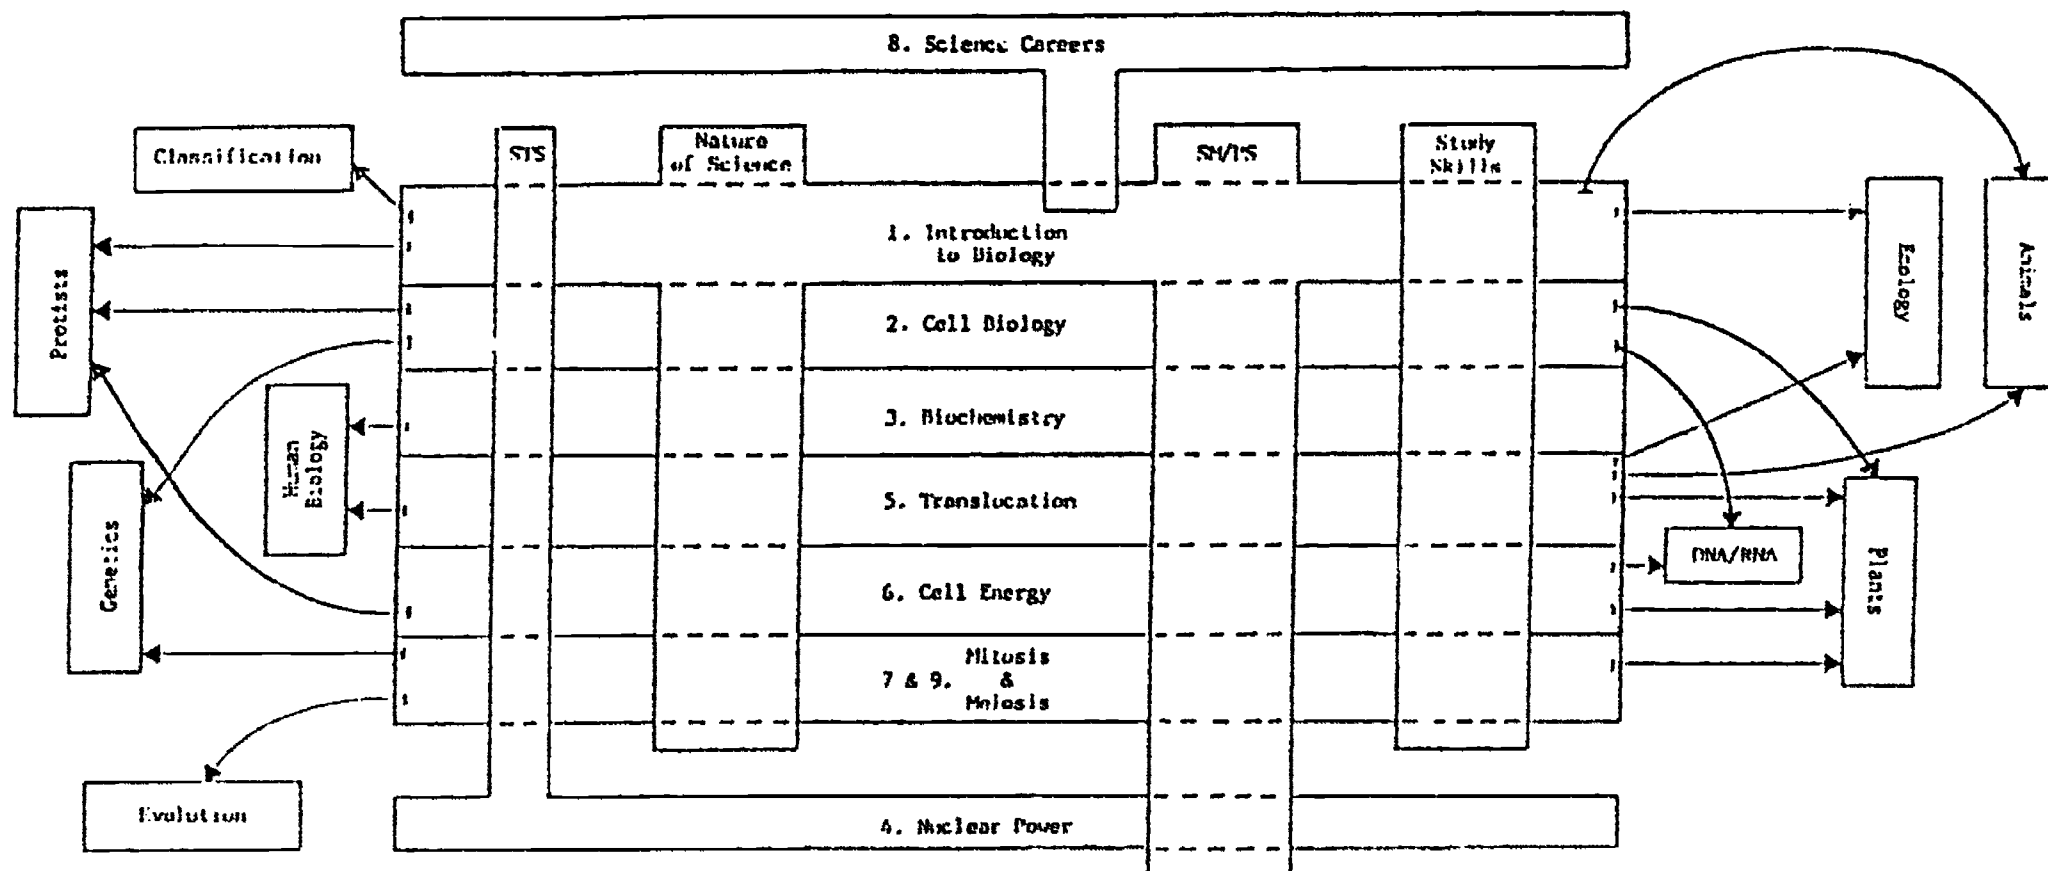 8. Science Careers
Classification
STS
Nature
of Science
SM/PS
Study
Skills
1. Introduction
to Biology
Protists
Ecology
Animals
2. Cell Biology
3. Biochemistry
Human
Biology
5. Translocation
Genetics
DNA/RNA
Plants
6. Cell Energy
Mitosis
7 & 9. &
Meiosis
Evolution
4. Nuclear Power